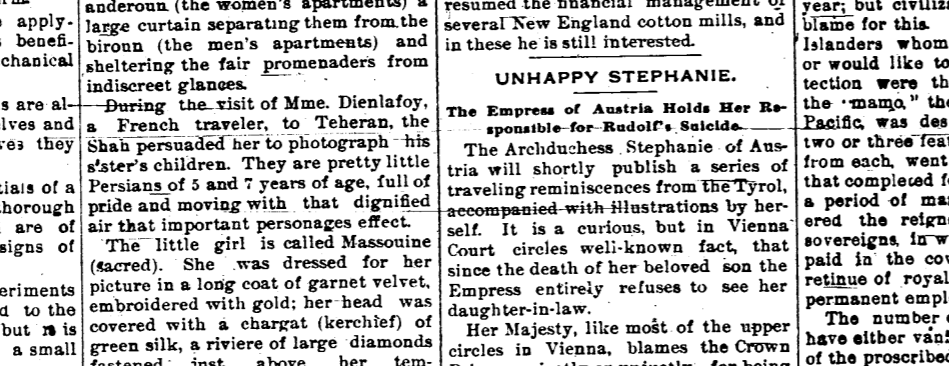 apply-
benefi-
chanical
s are al-
lves and
they
tials of a
thorough
are of
signs of
eriments
d to the
but is
a small
anderoun (the women's apartments) a
large curtain separating them from the
biroun (the men's apartments) and
sheltering the fair promenaders from
indiscreet glances.
During the visit of Mme. Dienlafoy,
a French traveler, to Teheran, the
Shah persuaded her to photograph his
sister's children. They are pretty little
Persians of 5 and 7 years of age, full of
pride and moving with that dignified
air that important personages effect.
The little girl is called Massouine
(sacred). She was dressed for her
picture in a long coat of garnet velvet,
embroidered with gold; her head was
covered with a chargat (kerchief) of
green silk, a riviere of large diamonds
fastened just above her tem-
resumed the financial management of
several New England cotton mills, and
in these he is still interested.
UNHAPPY STEPHANIE.
The Empress of Austria Holds Her Re-
sponsible for Rudolf's Suicide.
The Archduchess Stephanie of Aus-
tria will shortly publish a series of
traveling reminiscences from the Tyrol,
accompanied with illustrations by her-
self. It is a curious, but in Vienna
Court circles well-known fact, that
since the death of her beloved son the
Empress entirely refuses to see her
daughter-in-law.
Her Majesty, like most of the upper
circles in Vienna, blames the Crown
for being
year; but civiliz
blame for this.
Islanders whom
or would like to
tection were th
the "mamo," the
Pacific, was des
two or three feat
from each, went
that completed f
a period of ma
ered the reign
sovereigns. In w
paid in the cov
retinue of royal
permanent empl
The number o
have either van
of the proscribed